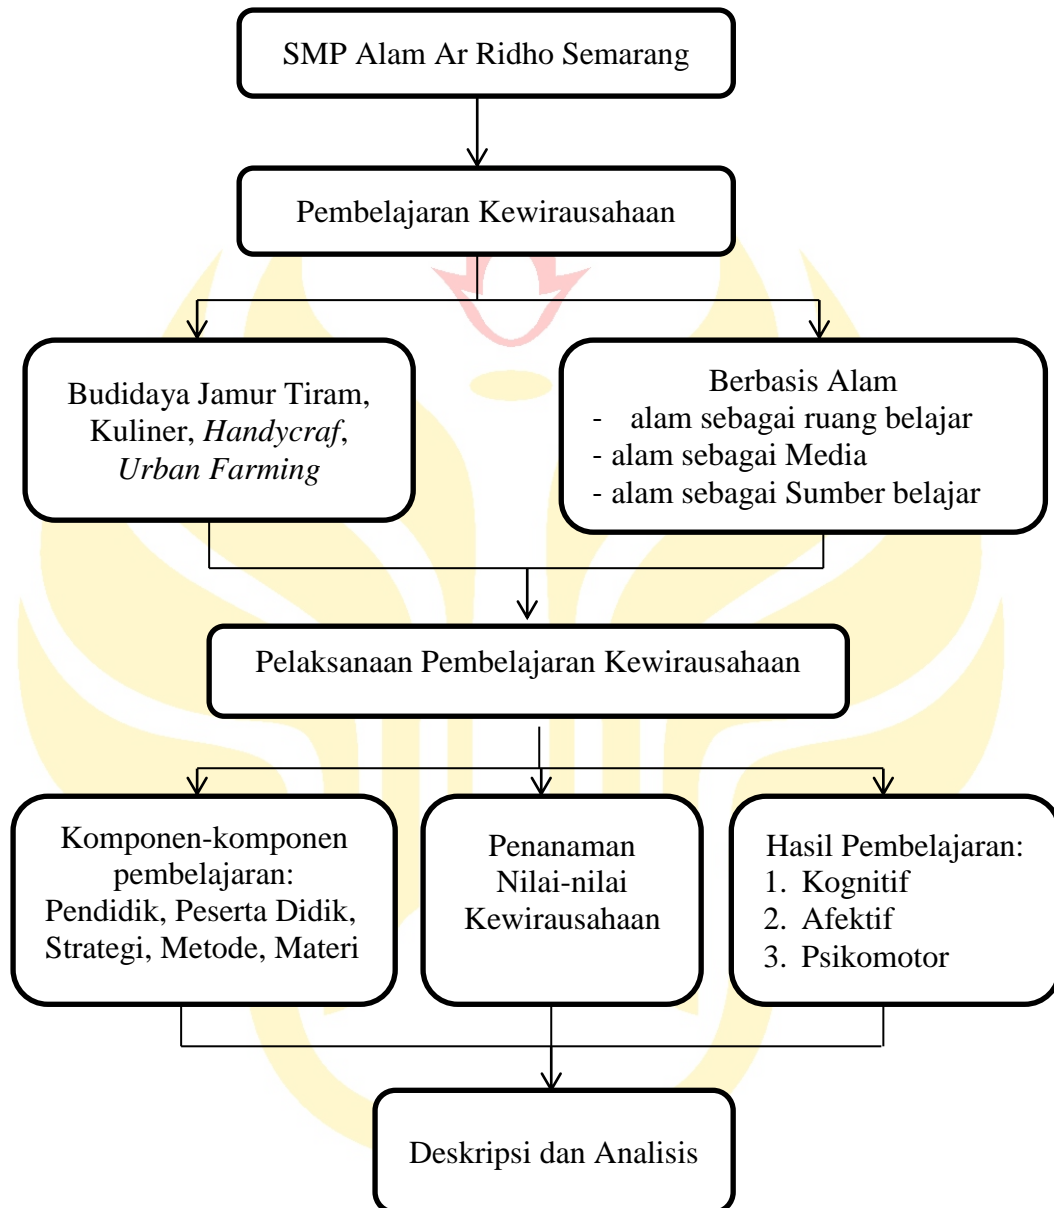 SMP Alam Ar Ridho Semarang
Pembelajaran Kewirausahaan
Budidaya Jamur Tiram,
Kuliner, Handycraf,
Urban Farming
Berbasis Alam
- alam sebagai ruang belajar
- alam sebagai Media
- alam sebagai Sumber belajar
Pelaksanaan Pembelajaran Kewirausahaan
Komponen-komponen
pembelajaran:
Pendidik, Peserta Didik,
Strategi, Metode, Materi
Penanaman
Nilai-nilai
Kewirausahaan
Hasil Pembelajaran:
1. Kognitif
2. Afektif
3. Psikomotor
Deskripsi dan Analisis